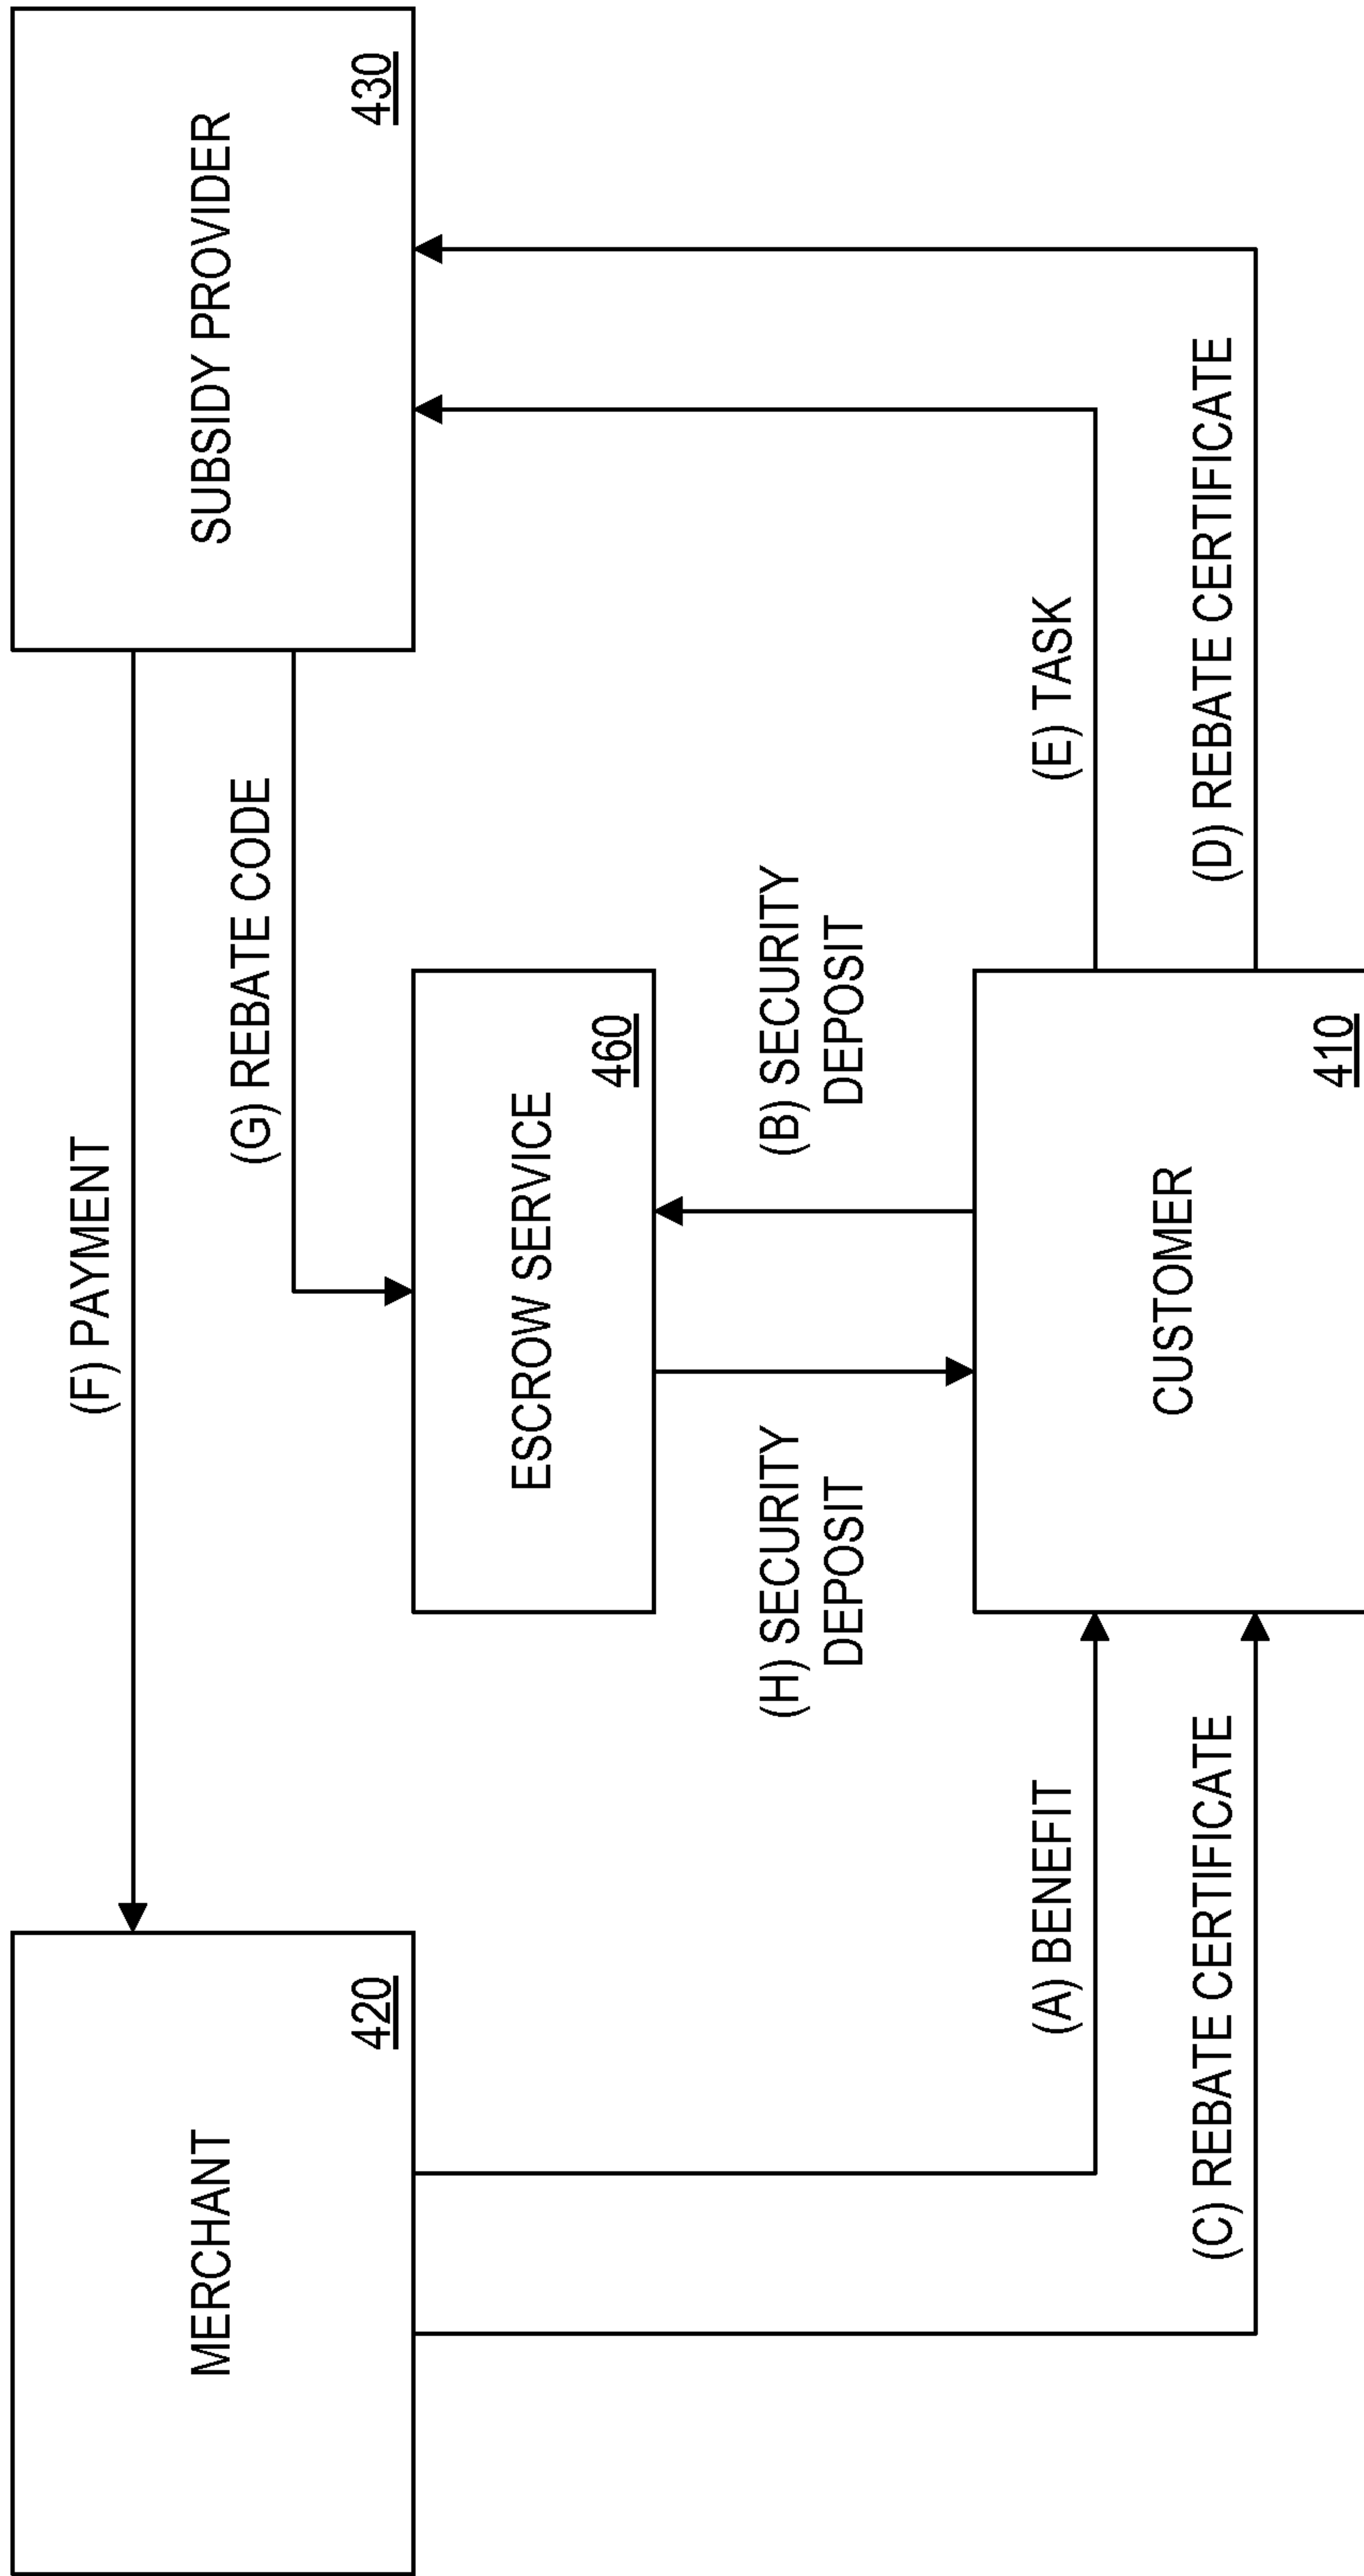 (F) PAYMENT
(G) REBATE CODE
MERCHANT
420
SUBSIDY PROVIDER
430
ESCROW SERVICE
460
(H) SECURITY
DEPOSIT
(B) SECURITY
DEPOSIT
(A) BENEFIT
(E) TASK
(C) REBATE CERTIFICATE
(D) REBATE CERTIFICATE
CUSTOMER
410